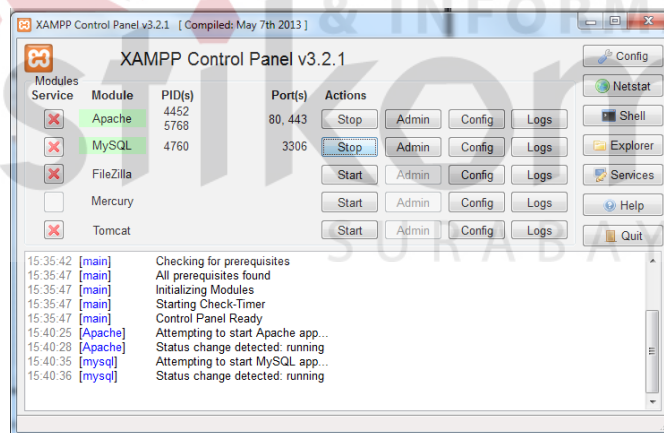 & INFORM
XAMPP Control Panel v3.2.1 [ Compiled: May 7th 2013 ]
XAMPP Control Panel v3.2.1
Config
Modules
Service Module PID(s) Port(s) Actions
Netstat
Apache 4452 5768 80, 443 Stop Admin Config Logs
Shell
MySQL 4760 3306 Stop Admin Config Logs
Explorer
FileZilla Start Admin Config Logs
Services
Mercury Start Admin Config Logs
Help
Tomcat Start Admin Config Logs
Quit
stikom
SURABAY
15:35:42 [main] Checking for prerequisites
15:35:47 [main] All prerequisites found
15:35:47 [main] Initializing Modules
15:35:47 [main] Starting Check-Timer
15:35:47 [main] Control Panel Ready
15:40:25 [Apache] Attempting to start Apache app...
15:40:28 [Apache] Status change detected: running
15:40:35 [mysql] Attempting to start MySQL app...
15:40:36 [mysql] Status change detected: running